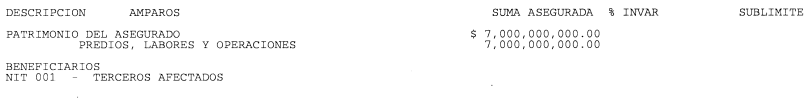 DESCRIPCION AMPAROS SUMA ASEGURADA % INVAR SUBLIMITE
PATRIMONIO DEL ASEGURADO $ 7,000,000,000.00
PREDIOS, LABORES Y OPERACIONES 7,000,000,000.00
BENEFICIARIOS
NIT 001 - TERCEROS AFECTADOS